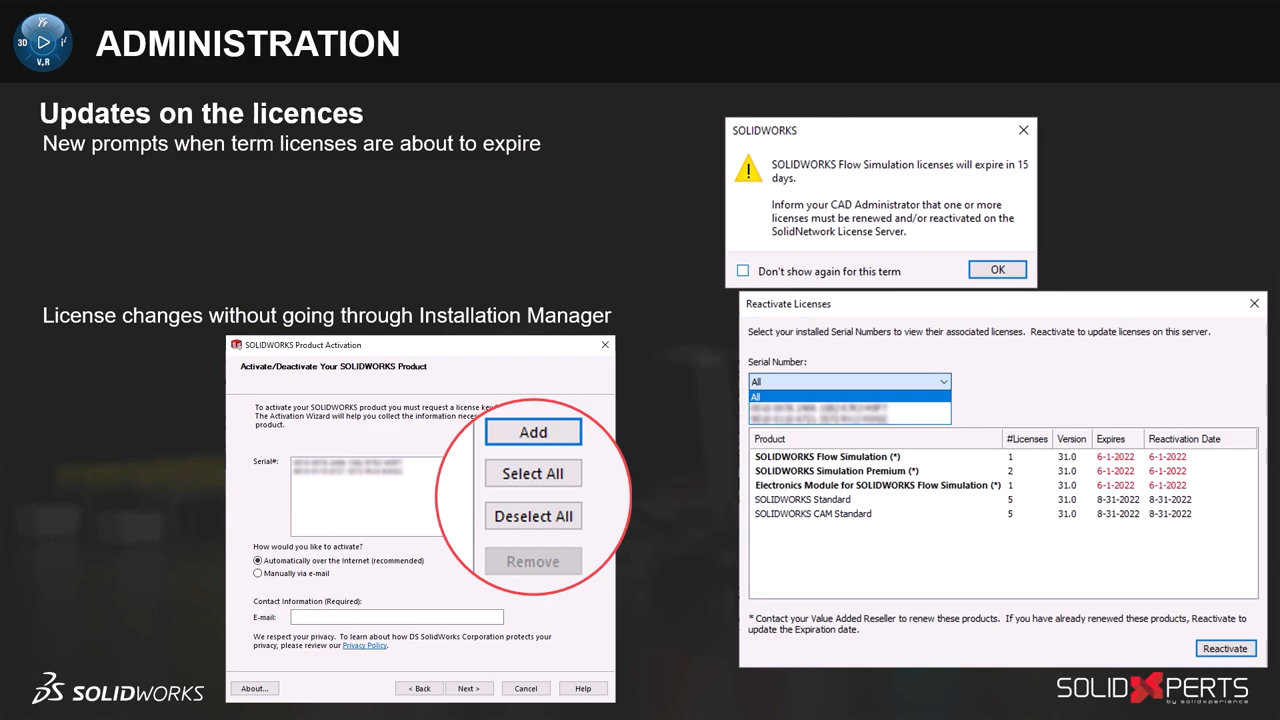 3D
V.R
ADMINISTRATION
Updates on the licences
New prompts when term licenses are about to expire
SOLIDWORKS
SOLIDWORKS Flow Simulation licenses will expire in 15
days.
Inform your CAD Administrator that one or more
licenses must be renewed and/or reactivated on the
SolidNetwork License Server.
Don't show again for this term
OK
License changes without going through Installation Manager
SOLIDWORKS Product Activation
Activate/Deactivate Your SOLIDWORKS Product
To activate your SOLIDWORKS product you must request a license
The Activation Wizard will help you collect the information
product.
Serial#:
Add
Select All
Deselect All
Remove
How would you like to activate?
Automatically over the Internet (recommended)
Manually via e-mail
Contact Information (Required):
E-mail:
We respect your privacy. To learn about how DS SolidWorks Corporation protects your
privacy, please review our Privacy Policy.
About...
< Back
Next >
Cancel
Help
Reactivate Licenses
Select your installed Serial Numbers to view their associated licenses. Reactivate to update licenses on this server.
Serial Number:
All
All
Product #Licenses Version Expires Reactivation Date
SOLIDWORKS Flow Simulation (*) 1 31.0 6-1-2022 6-1-2022
SOLIDWORKS Simulation Premium (*) 2 31.0 6-1-2022 6-1-2022
Electronics Module for SOLIDWORKS Flow Simulation (*) 1 31.0 6-1-2022 6-1-2022
SOLIDWORKS Standard 5 31.0 8-31-2022 8-31-2022
SOLIDWORKS CAM Standard 5 31.0 8-31-2022 8-31-2022
* Contact your Value Added Reseller to renew these products. If you have already renewed these products, Reactivate to
update the Expiration date.
Reactivate
SOLIDWORKS
SOLIDXPERTS
by solidxperience